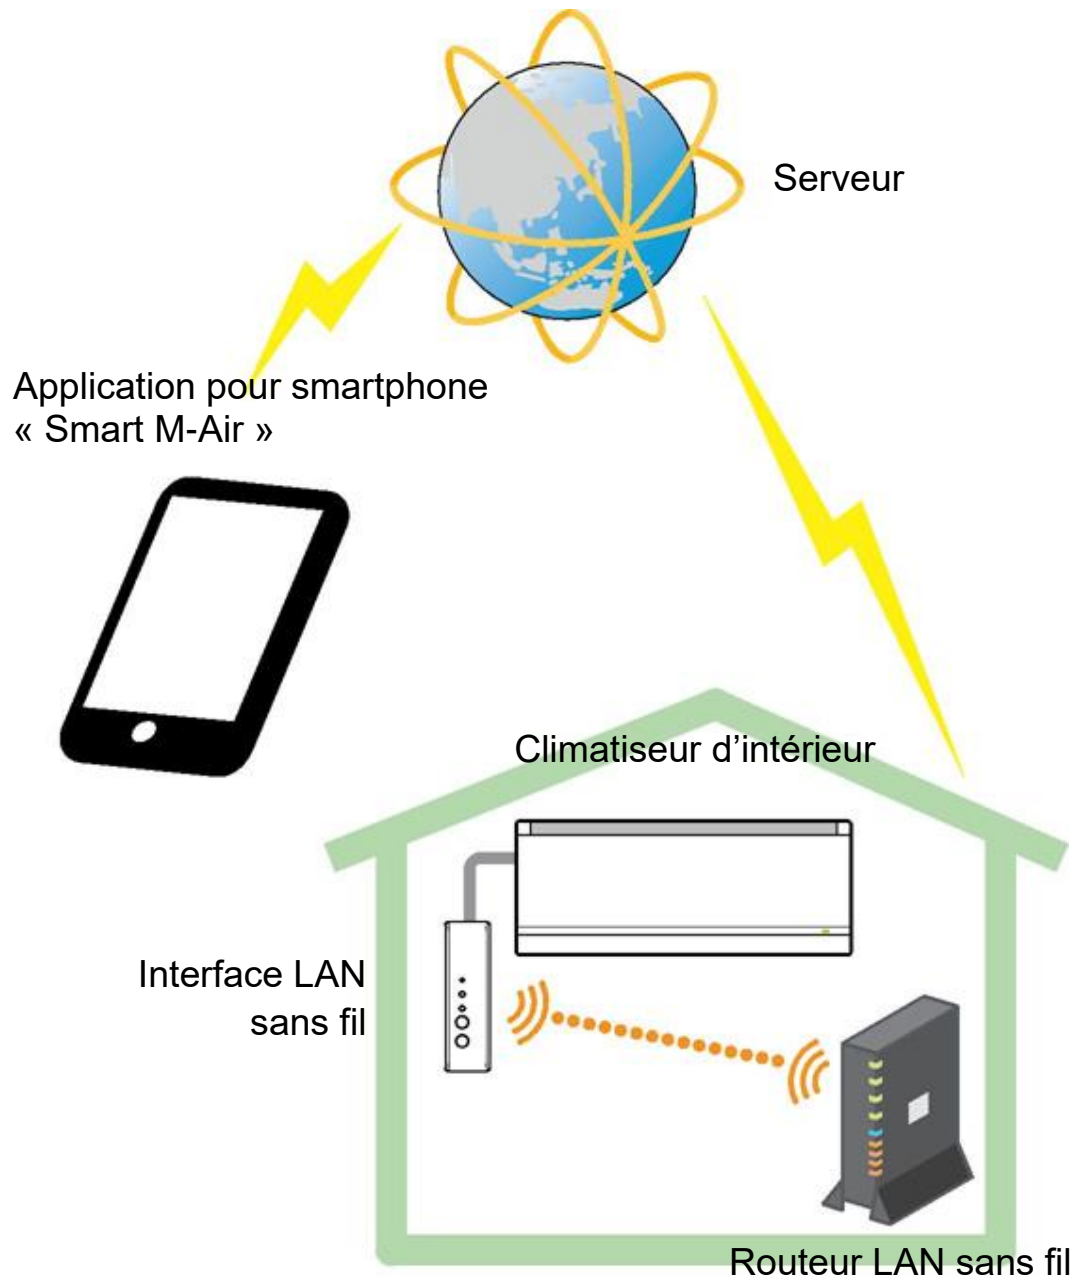 Serveur
Application pour smartphone
« Smart M-Air »
Climatiseur d’intérieur
Interface LAN
sans fil
Routeur LAN sans fil